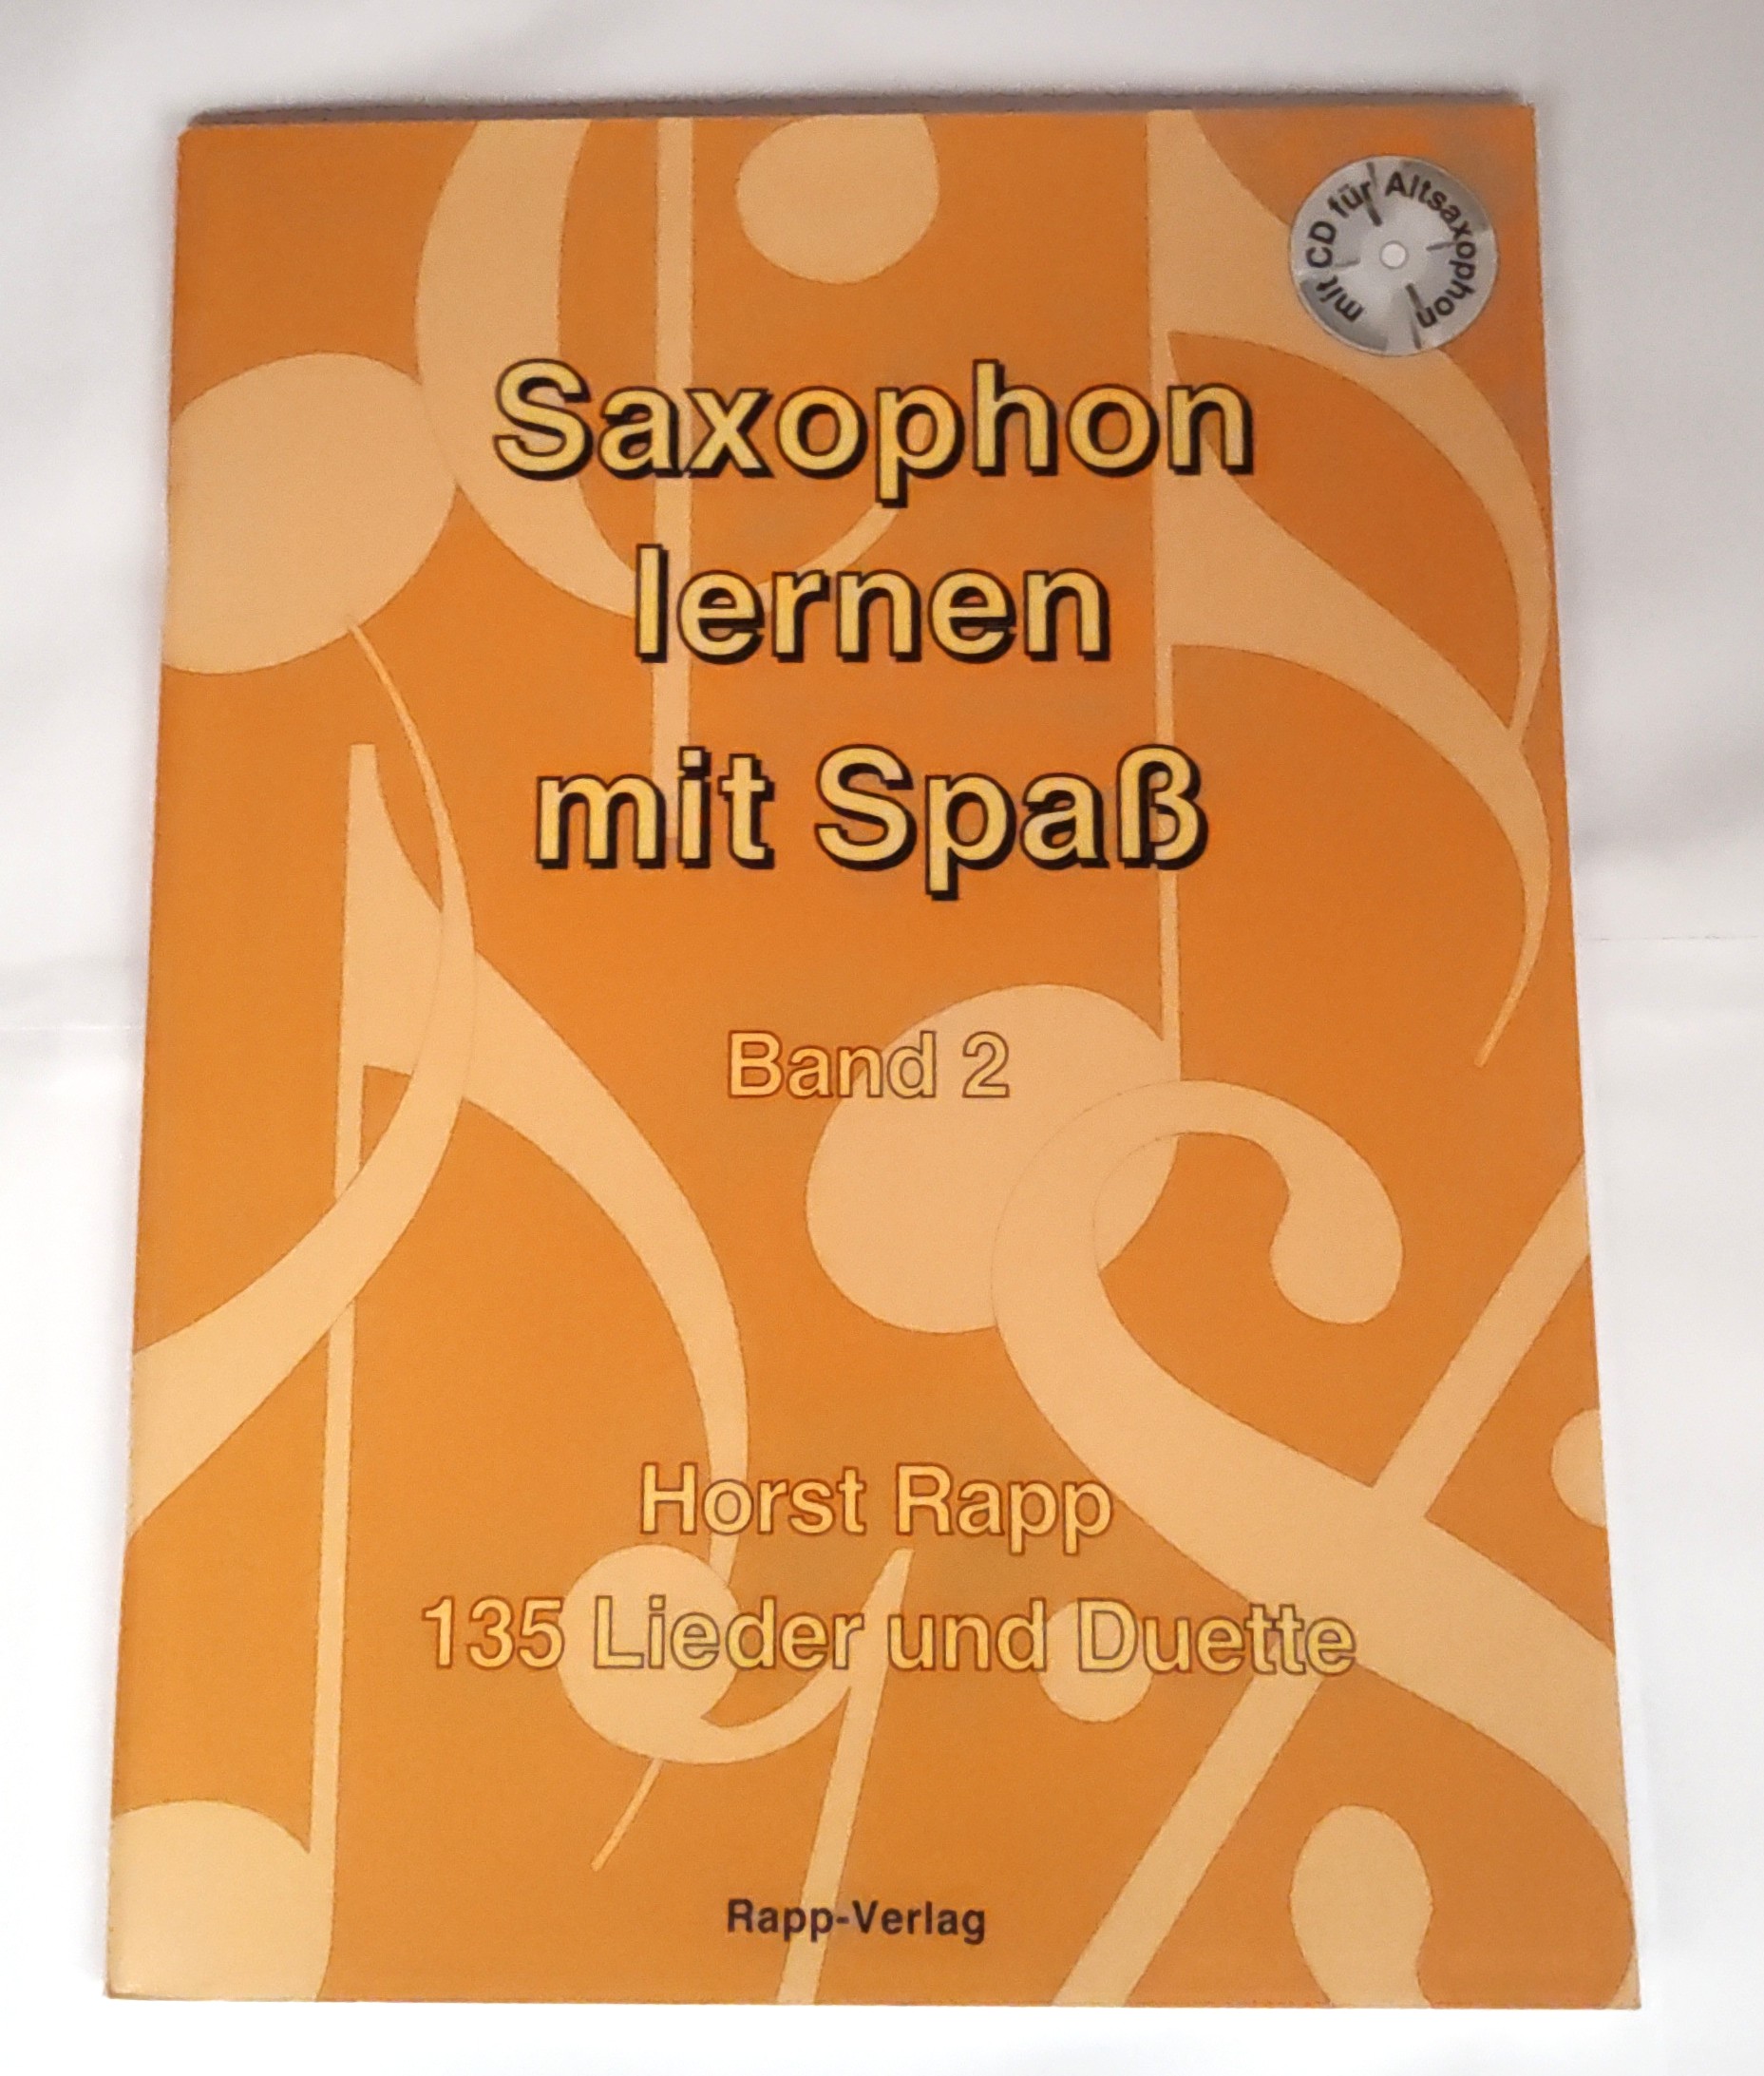 mit CD für Altsaxophon
Saxophon
lernen
mit Spaß
Band 2
Horst Rapp
135 Lieder und Duette
Rapp-Verlag